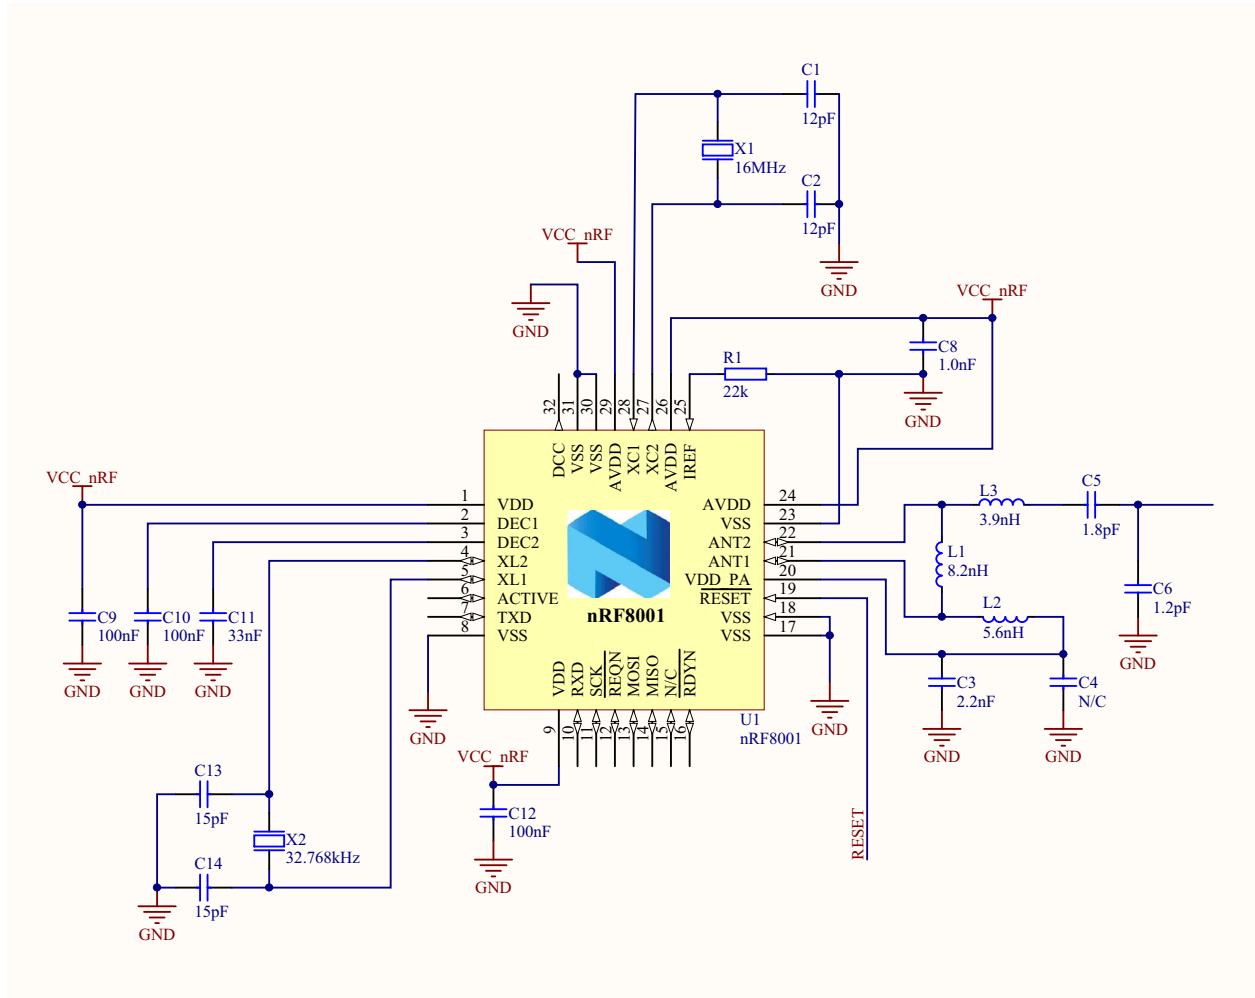 C1
12pF
X1
16MHz
C2
12pF
GND
VCC_nRF
GND
VCC_nRF
C8
1.0nF
GND
R1
22k
32
31
30
29
28
27
26
25
DCC
VSS
VSS
AVDD
XC1
XC2
AVDD
IREF
VCC_nRF
1
2
3
4
5
6
7
8
VDD
DEC1
DEC2
XL2
XL1
ACTIVE
TXD
VSS
AVDD
VSS
ANT2
ANT1
VDD_PA
RESET
VSS
VSS
24
23
22
21
20
19
18
17
nRF8001
L3
3.9nH
C5
1.8pF
L1
8.2nH
L2
5.6nH
C6
1.2pF
GND
C9
100nF
GND
C10
100nF
GND
C11
33nF
GND
C3
2.2nF
GND
C4
N/C
GND
VDD
RXD
SCK
REQN
MOSI
MISO
N/C
RDYN
9
10
11
12
13
14
15
16
U1
nRF8001
GND
GND
VCC_nRF
C12
100nF
GND
RESET
C13
15pF
X2
32.768kHz
C14
15pF
GND